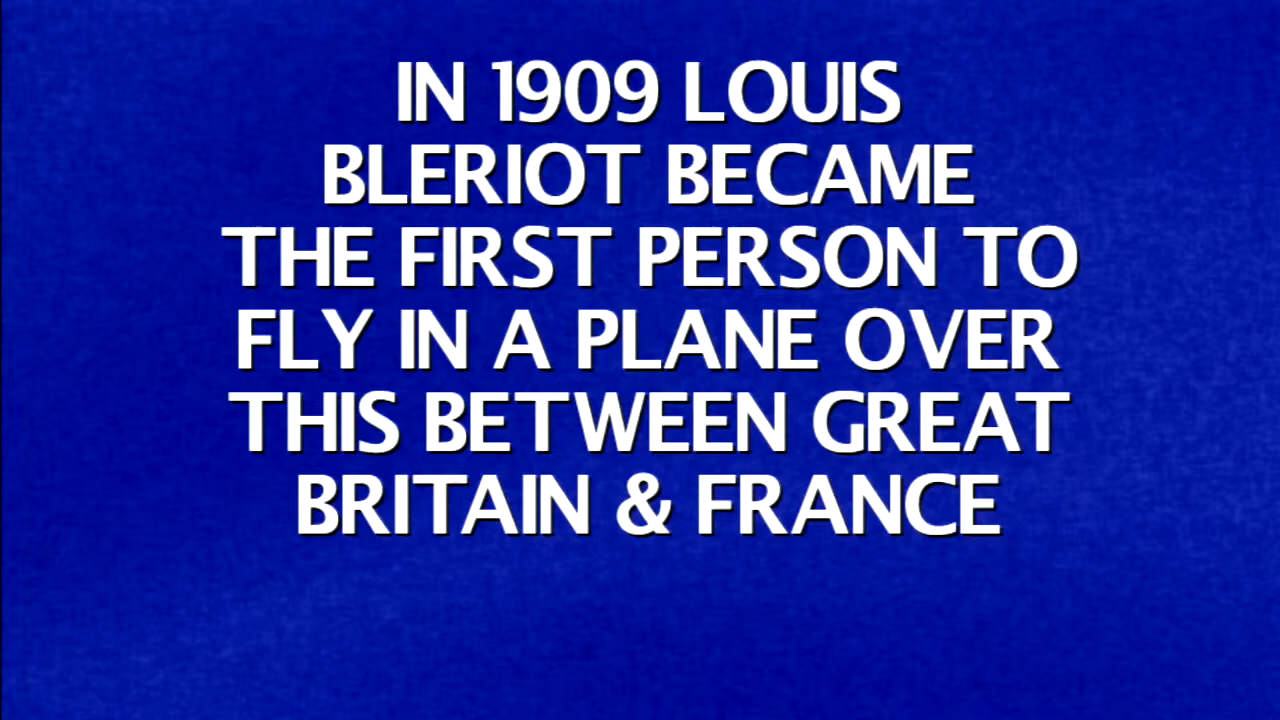 IN 1909 LOUIS
BLERIOT BECAME
THE FIRST PERSON TO
FLY IN A PLANE OVER
THIS BETWEEN GREAT
BRITAIN & FRANCE